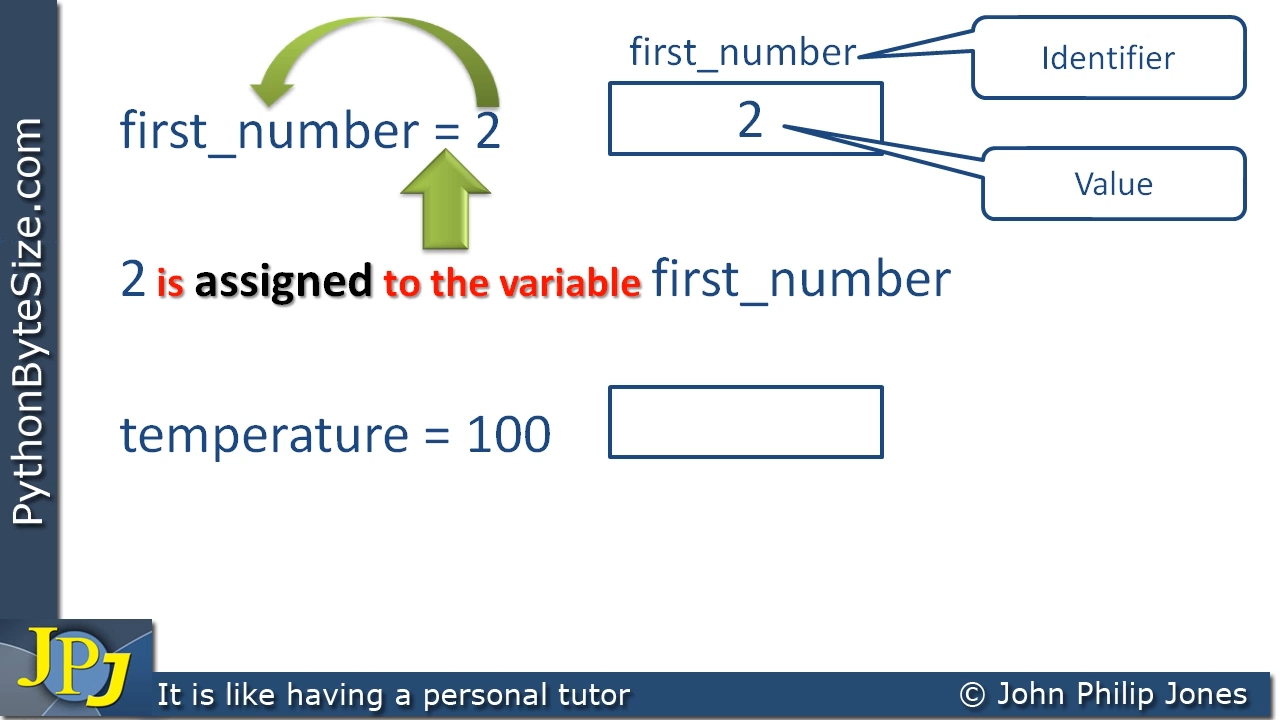 first_number
Identifier
first_number = 2
2
Value
2 is assigned to the variable first_number
temperature = 100
PythonByteSize.com
JPJ
It is like having a personal tutor
© John Philip Jones